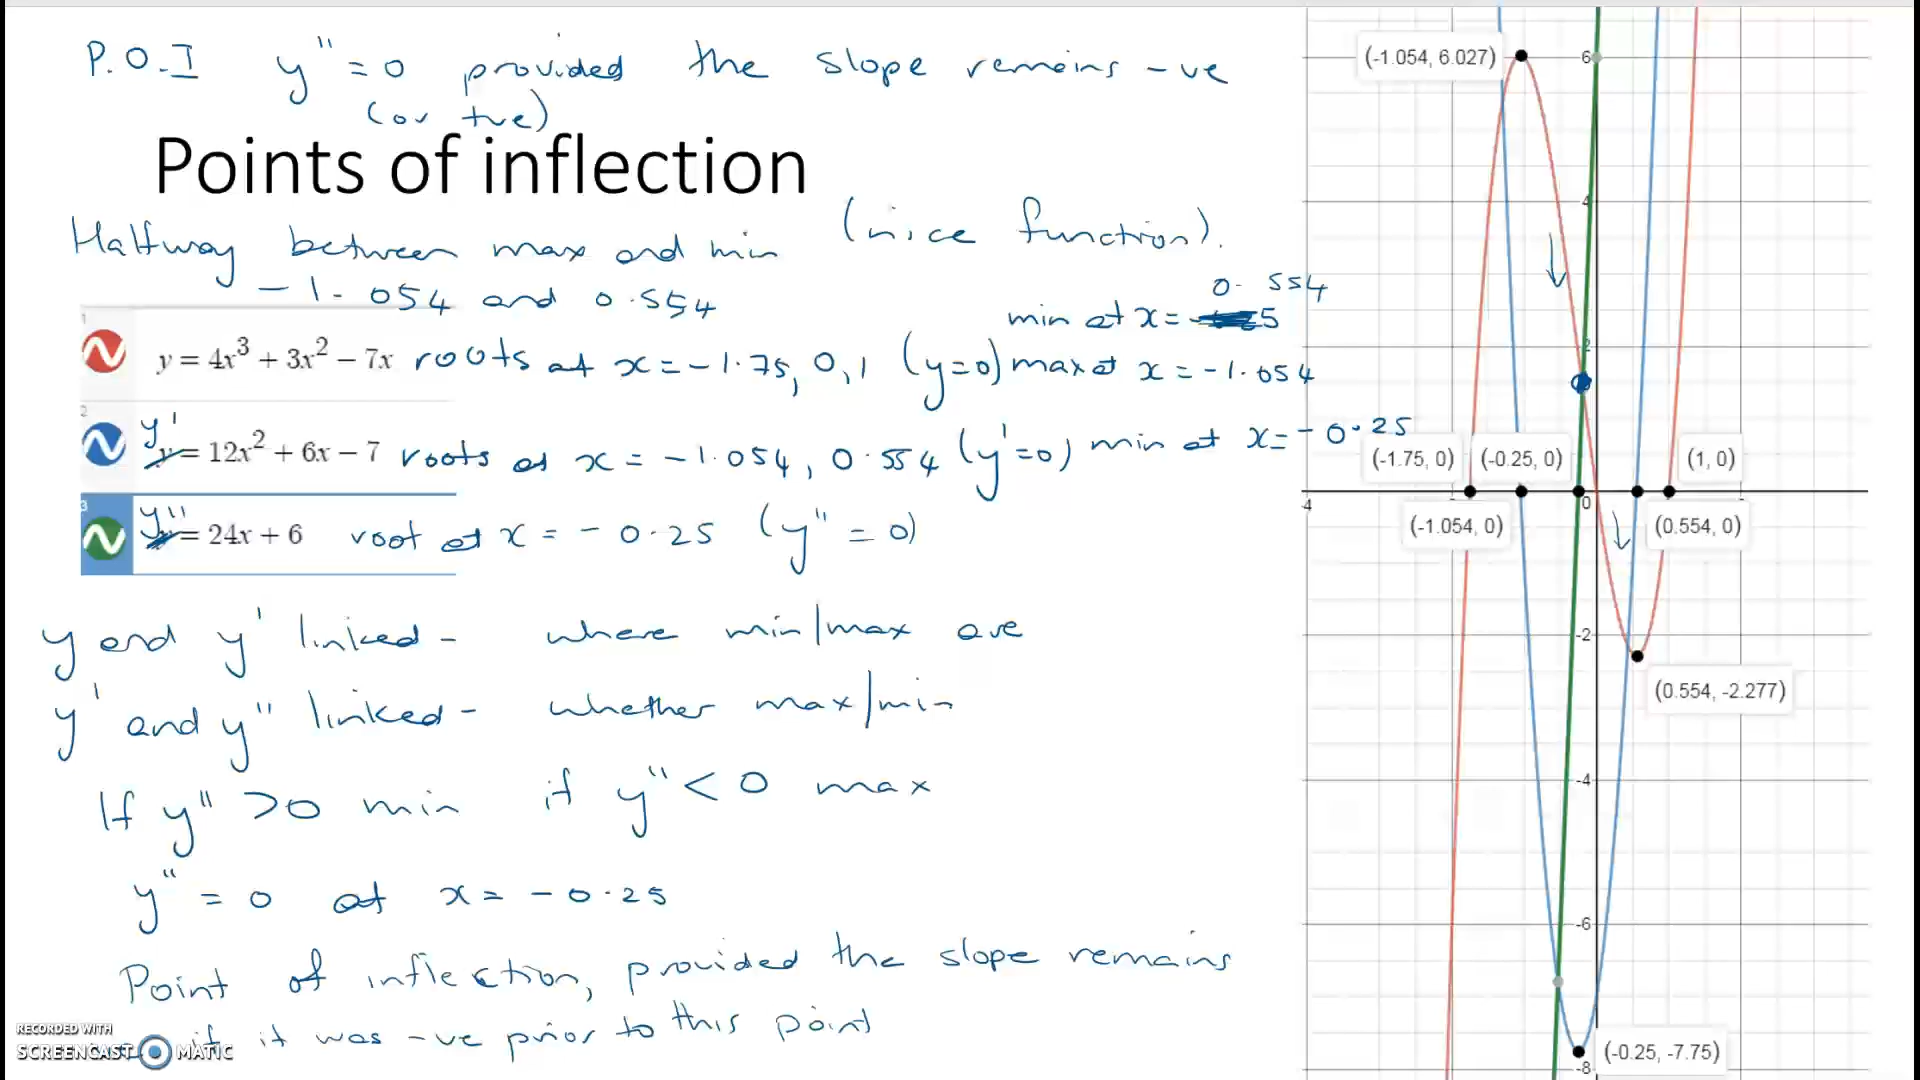 P.O.I y'' = 0 provided the slope remains -ve
(or +ve)
Points of inflection
Halfway between max and min (nice function).
-1.054 and 0.554
0.554
min at x = 5
1
y = 4x³ + 3x² − 7x roots at x = -1.75, 0, 1 (y=0) max at x = -1.054
2
y' = 12x² + 6x − 7 roots at x = -1.054, 0.554 (y'=0) min at x = -0.25
3
y'' = 24x + 6 root at x = -0.25 (y'' = 0)
y and y' linked - where min/max are
y' and y'' linked - whether max/min
If y'' > 0 min if y'' < 0 max
y'' = 0 at x = -0.25
Point of inflection, provided the slope remains
if it was -ve prior to this point
RECORDED WITH
SCREENCAST MATIC
(-1.054, 6.027)
6
4
2
(-1.75, 0)
(-0.25, 0)
(1, 0)
-4
0
(-1.054, 0)
(0.554, 0)
-2
(0.554, -2.277)
-4
-6
(-0.25, -7.75)
-8